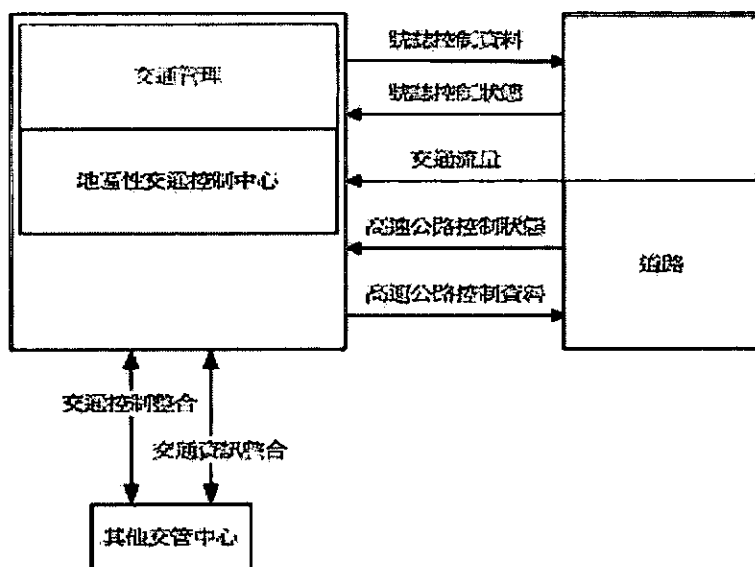 交通管理
地區性交通控制中心
號誌控制資料
號誌控制狀態
交通流量
高速公路控制狀態
高速公路控制資料
道路
交通控制整合
交通資訊整合
其他交管中心